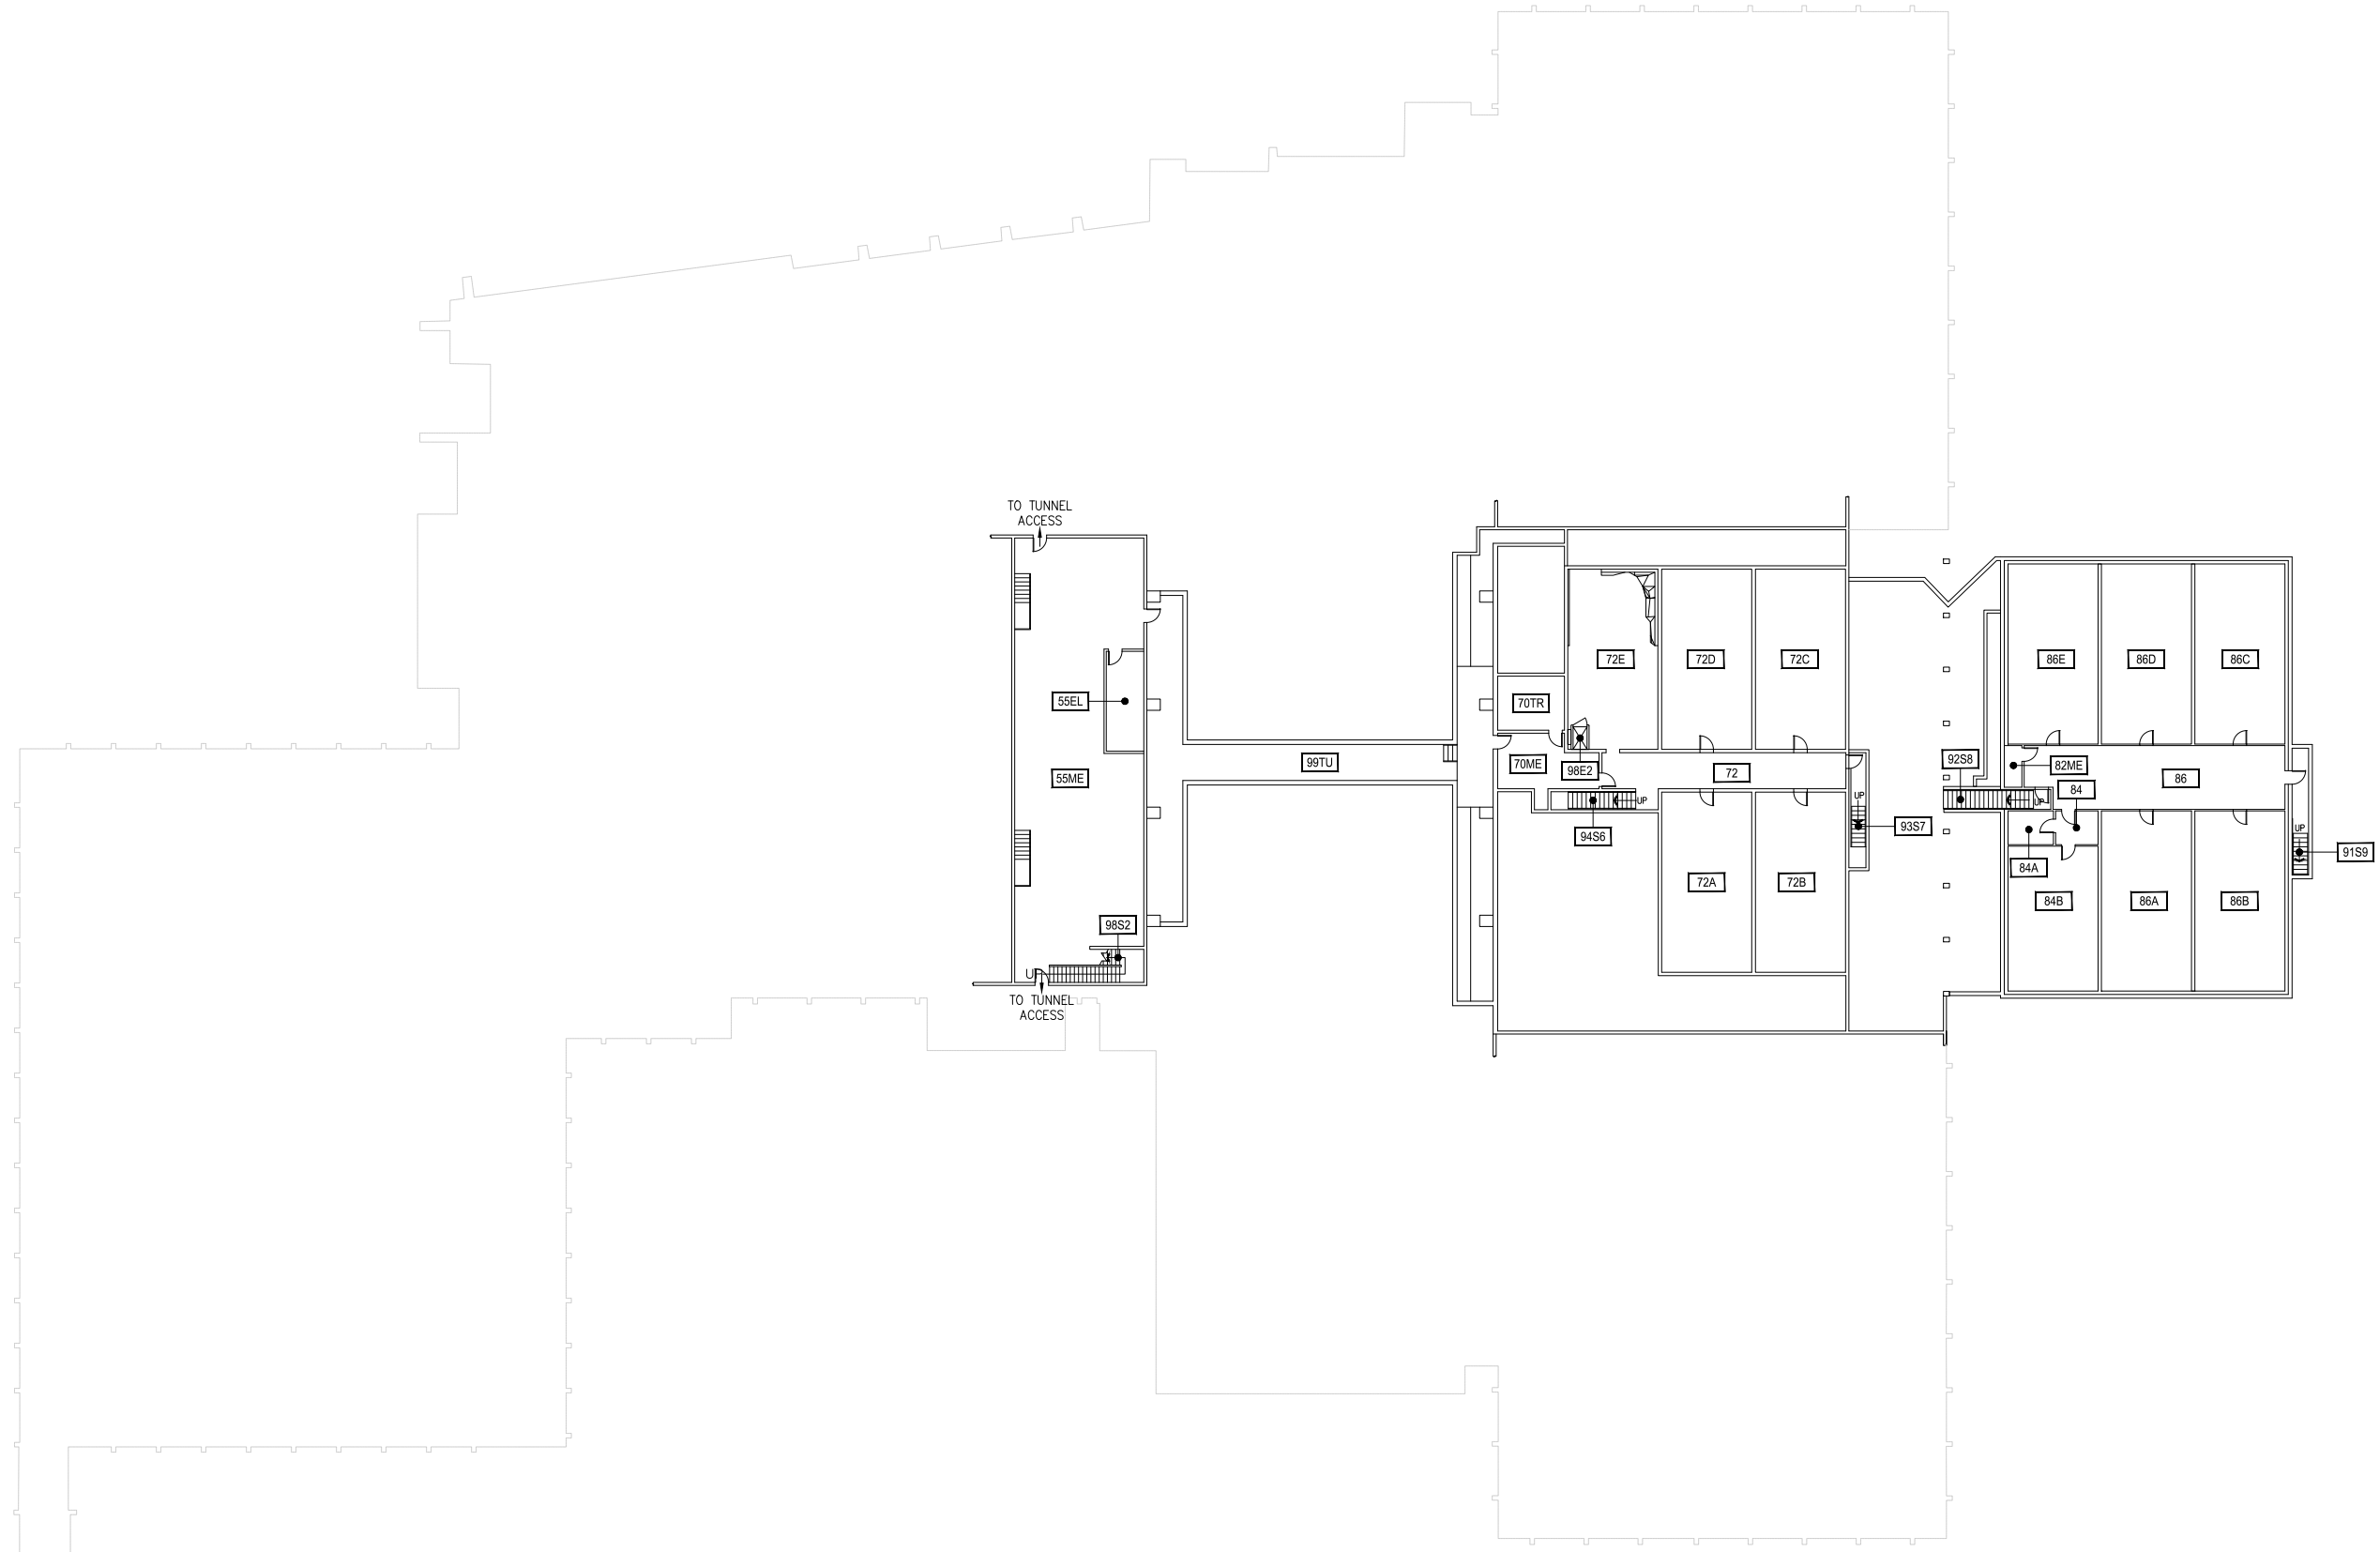 TO TUNNEL
ACCESS
72E
72D
72C
86E
86D
86C
55EL
70TR
92S8
99TU
70ME
98E2
72
82ME
86
55ME
84
UP
UP
UP
94S6
93S7
UP
91S9
84A
72A
72B
84B
86A
86B
98S2
U
TO TUNNEL
ACCESS